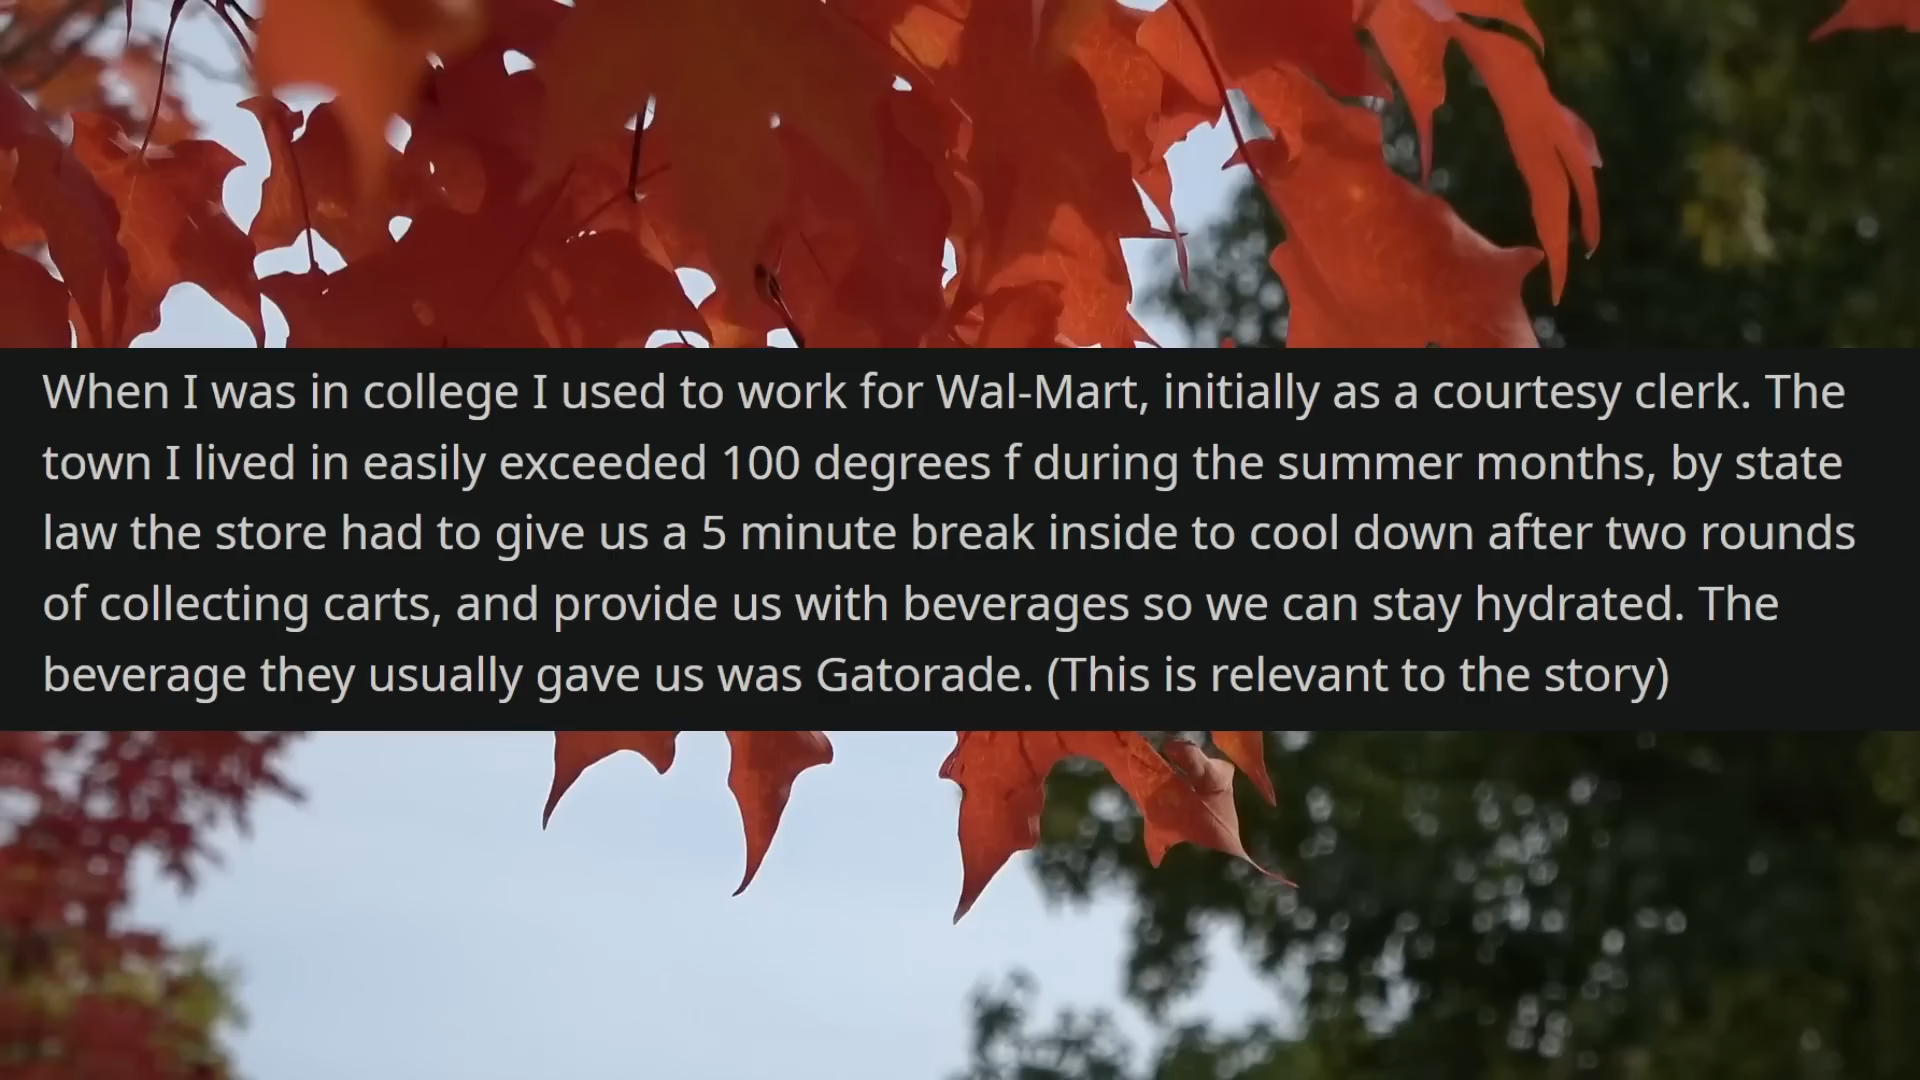 When I was in college I used to work for Wal-Mart, initially as a courtesy clerk. The
town I lived in easily exceeded 100 degrees f during the summer months, by state
law the store had to give us a 5 minute break inside to cool down after two rounds
of collecting carts, and provide us with beverages so we can stay hydrated. The
beverage they usually gave us was Gatorade. (This is relevant to the story)